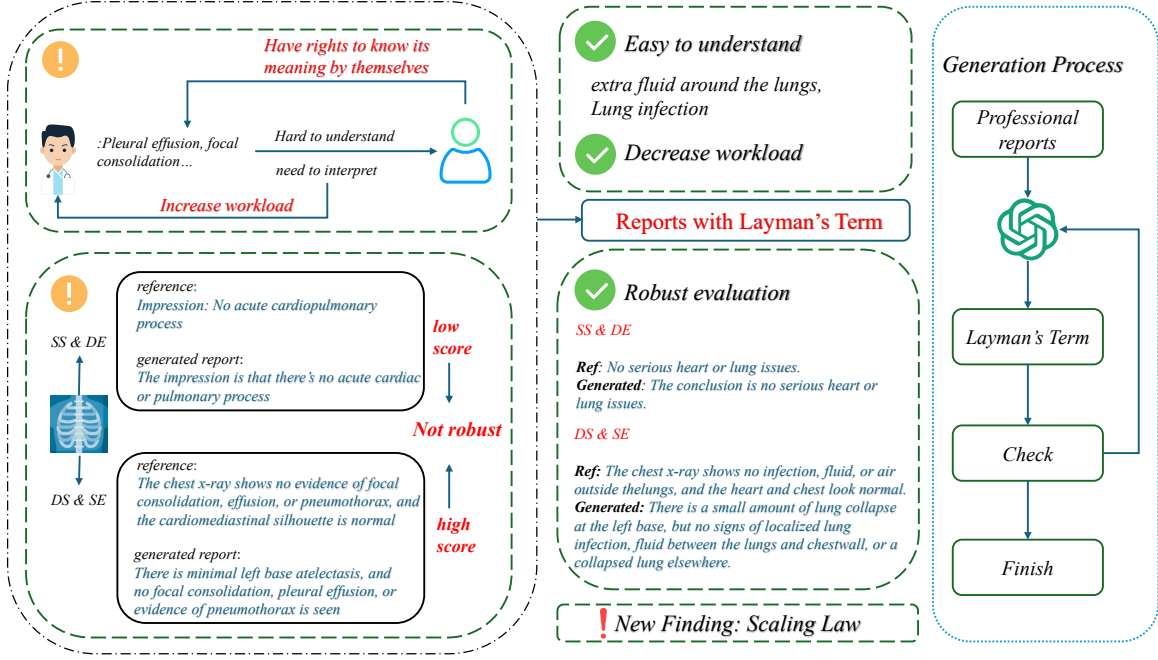 Have rights to know its
meaning by themselves
:Pleural effusion, focal
consolidation…
Hard to understand
need to interpret
Increase workload
reference:
Impression: No acute cardiopulmonary
process
generated report:
The impression is that there's no acute cardiac
or pulmonary process
SS & DE
DS & SE
low
score
Not robust
high
score
reference:
The chest x-ray shows no evidence of focal
consolidation, effusion, or pneumothorax, and
the cardiomediastinal silhouette is normal
generated report:
There is minimal left base atelectasis, and
no focal consolidation, pleural effusion, or
evidence of pneumothorax is seen
Easy to understand
extra fluid around the lungs,
Lung infection
Decrease workload
Reports with Layman's Term
Robust evaluation
SS & DE
Ref: No serious heart or lung issues.
Generated: The conclusion is no serious heart or
lung issues.
DS & SE
Ref: The chest x-ray shows no infection, fluid, or air
outside thelungs, and the heart and chest look normal.
Generated: There is a small amount of lung collapse
at the left base, but no signs of localized lung
infection, fluid between the lungs and chestwall, or a
collapsed lung elsewhere.
New Finding: Scaling Law
Generation Process
Professional
reports
Layman's Term
Check
Finish